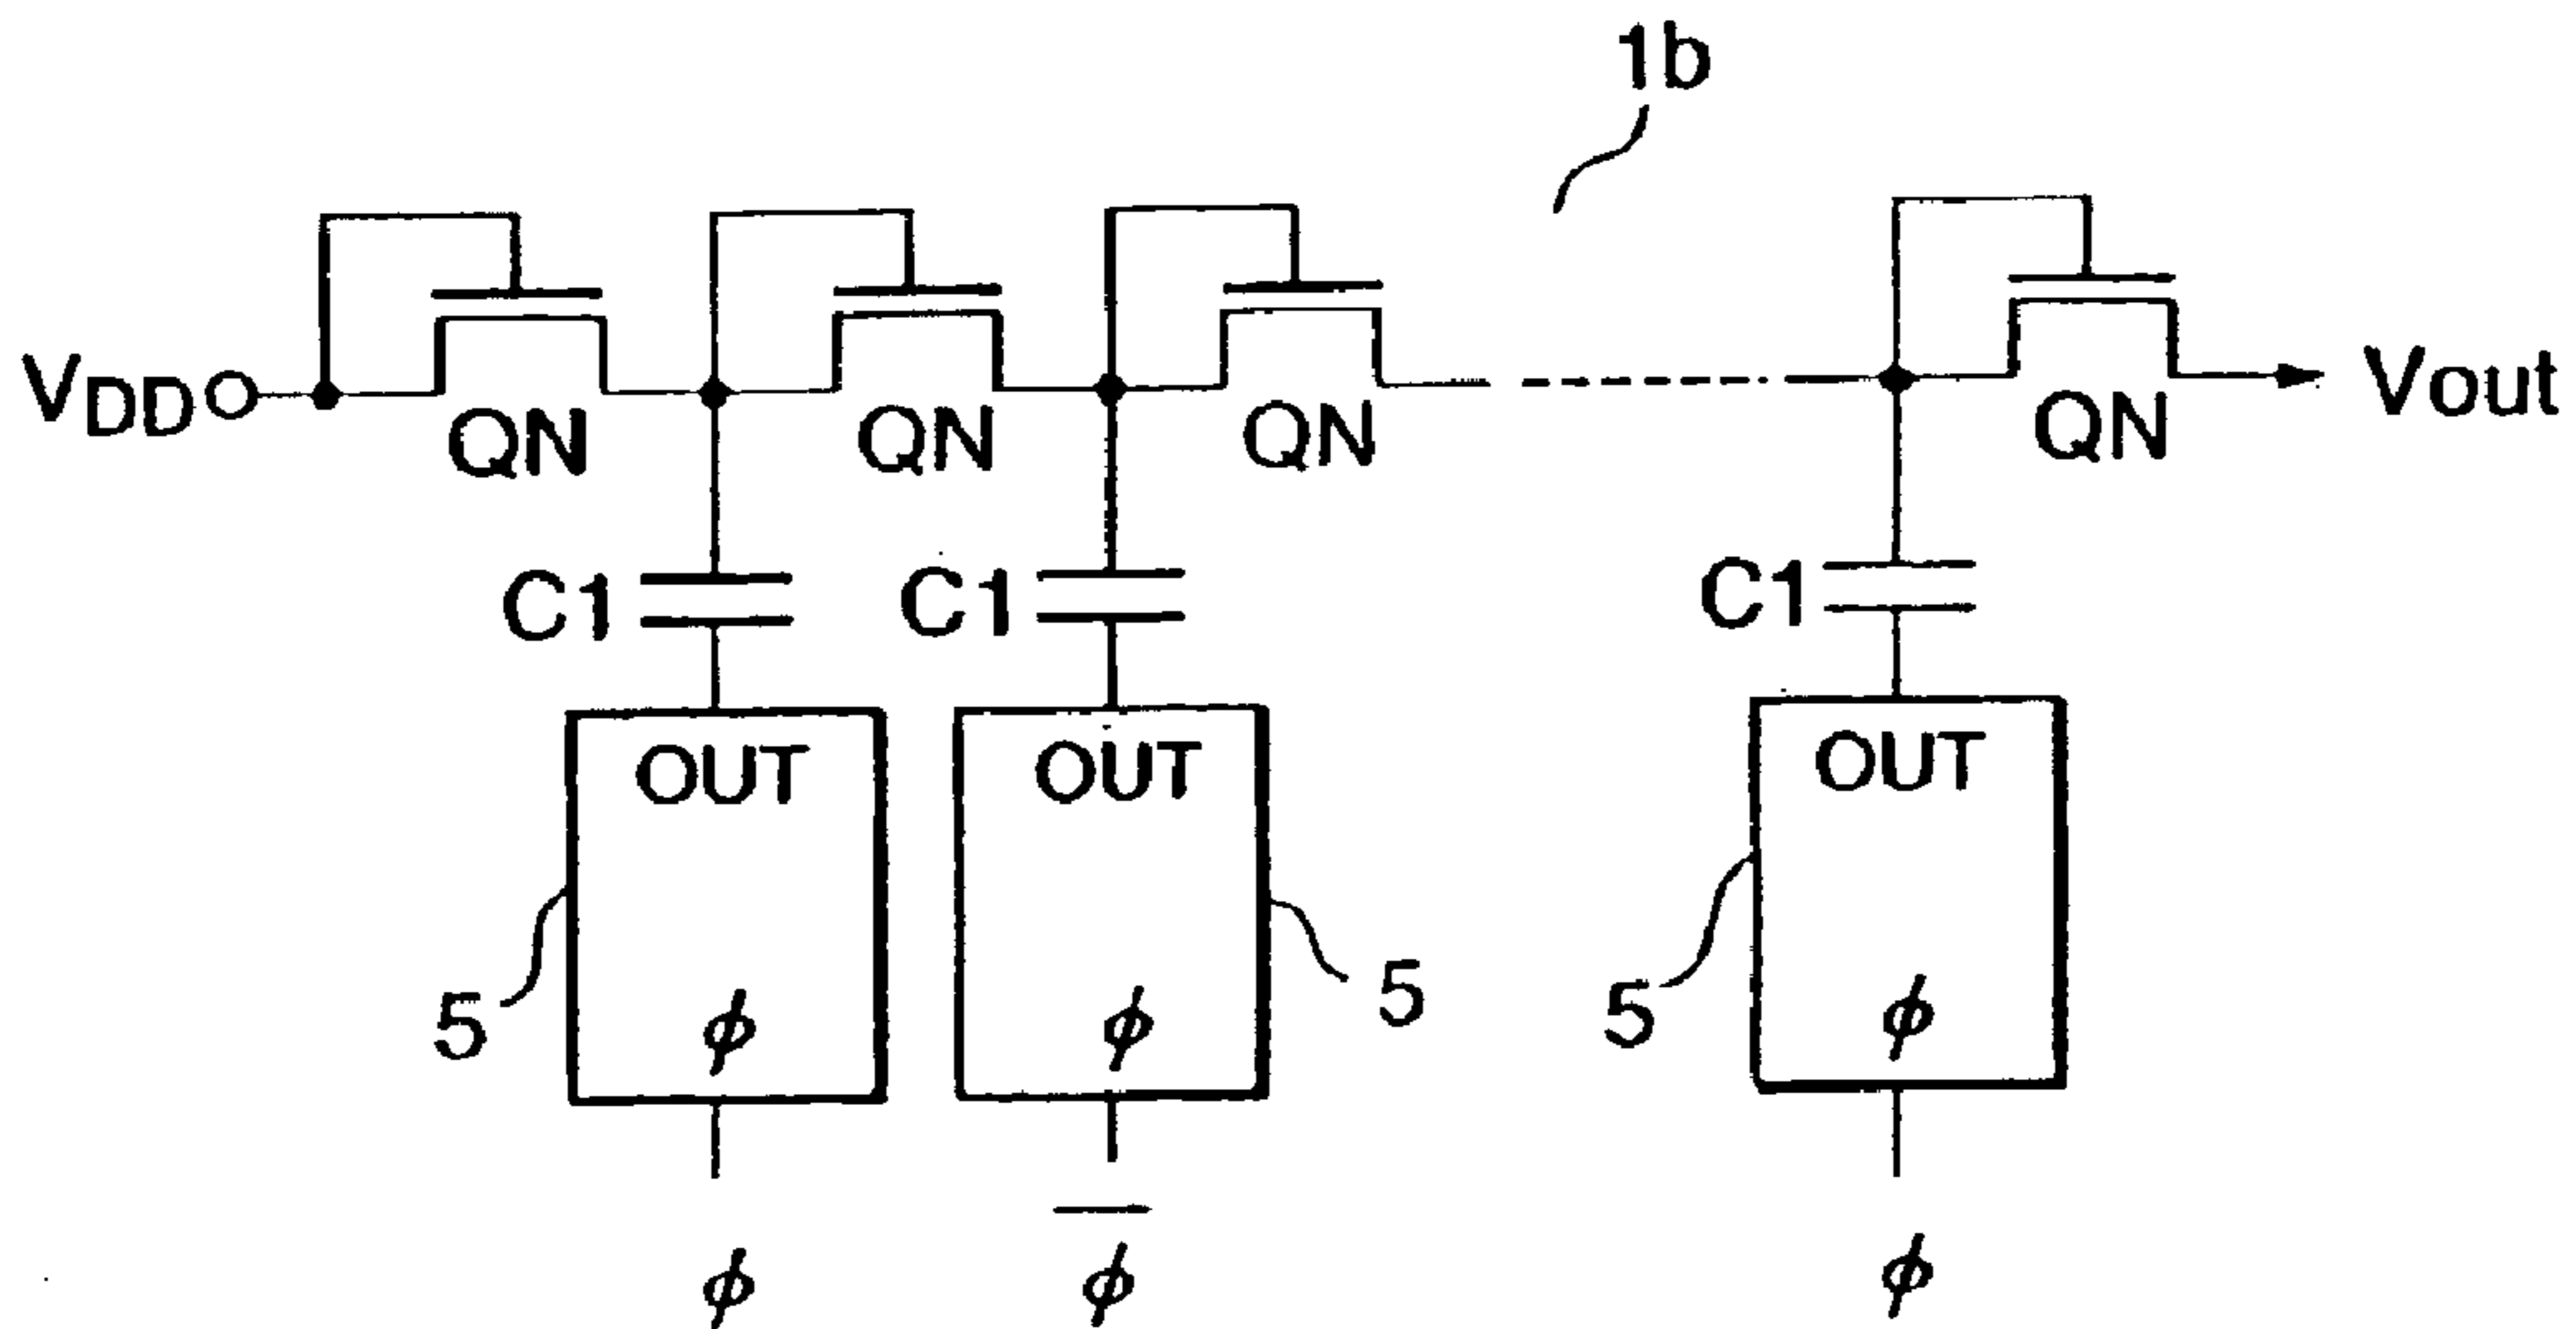 1b
VDD QN QN QN QN Vout
C1 C1 C1
OUT OUT OUT
5 5 5
ϕ ϕ ϕ
ϕ ϕ̅ ϕ